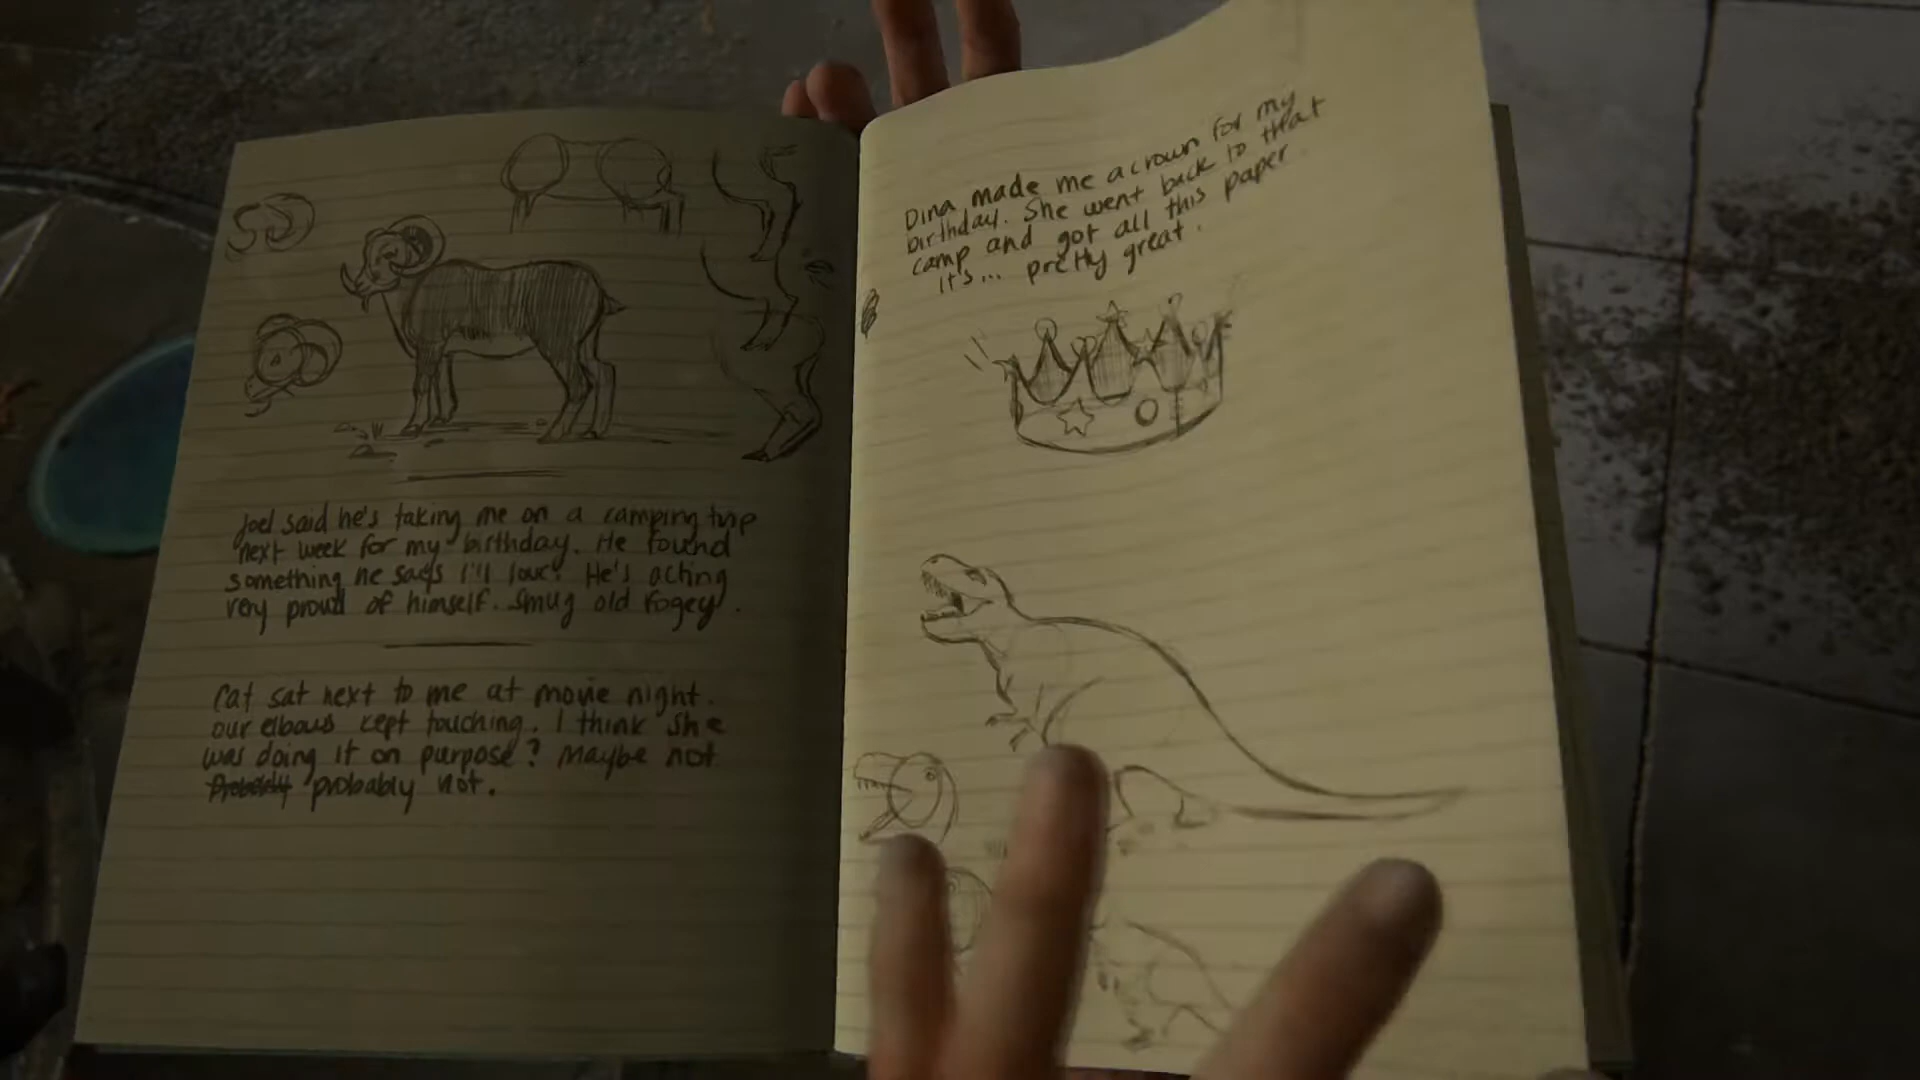 Joel said he's taking me on a camping trip
next week for my birthday. He found
something he says I'll love. He's acting
very proud of himself. Smug old fogey.
Cat sat next to me at movie night.
our elbows kept touching. I think she
was doing it on purpose? Maybe not
Probably probably not.
Dina made me a crown for my
birthday. She went back to that
camp and got all this paper.
It's... pretty great.